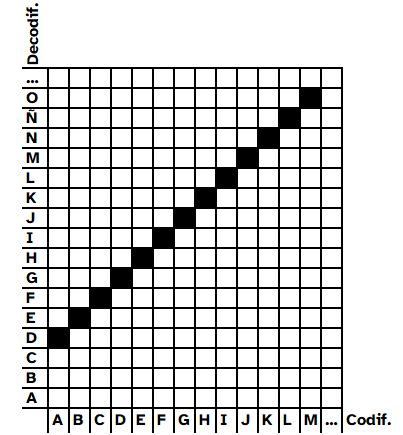 Decodif.
...
O
Ñ
N
M
L
K
J
I
H
G
F
E
D
C
B
A
A B C D E F G H I J K L M ... Codif.